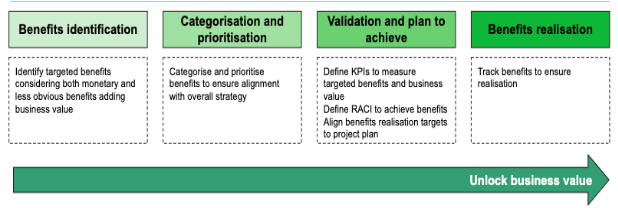 Benefits identification
Categorisation and
prioritisation
Validation and plan to
achieve
Benefits realisation
Identify targeted benefits
considering both monetary and
less obvious benefits adding
business value
Categorise and prioritise
benefits to ensure alignment
with overall strategy
Define KPIs to measure
targeted benefits and business
value
Define RACI to achieve benefits
Align benefits realisation targets
to project plan
Track benefits to ensure
realisation
Unlock business value